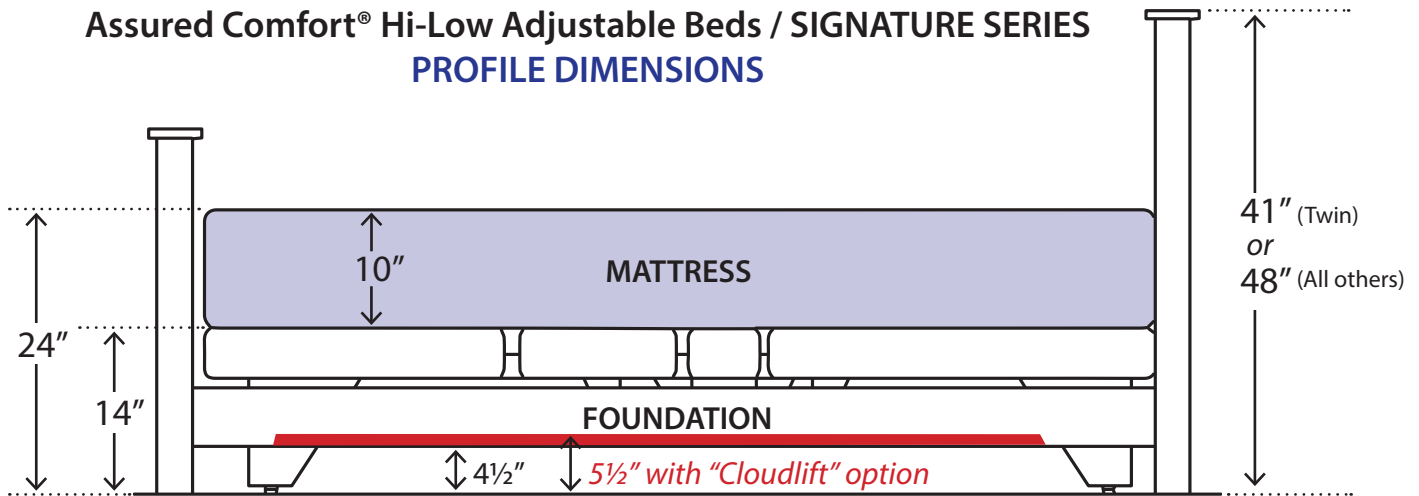 Assured Comfort® Hi-Low Adjustable Beds / SIGNATURE SERIES
PROFILE DIMENSIONS
41” (Twin)
or
48” (All others)
10”
MATTRESS
24”
14”
FOUNDATION
4½”
5½” with “Cloudlift” option